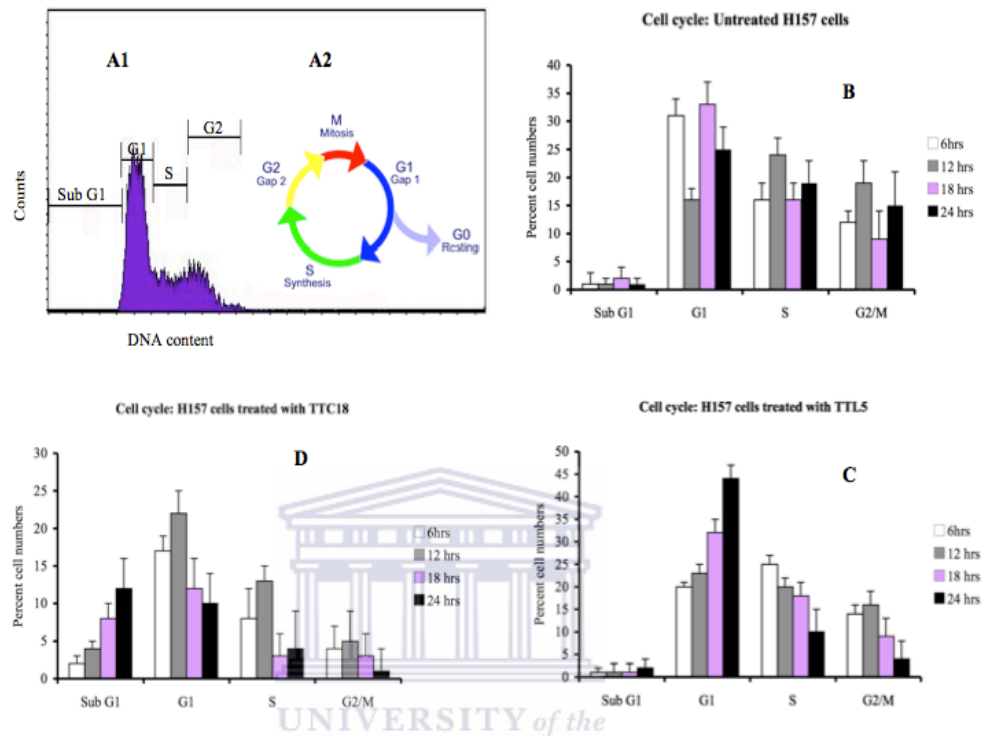 A1
A2
Counts
Sub G1
G1
S
G2
DNA content
M
Mitosis
G1
Gap 1
G0
Resting
S
Synthesis
G2
Gap 2
Cell cycle: Untreated H157 cells
B
Percent cell numbers
40
35
30
25
20
15
10
5
0
Sub G1 G1 S G2/M
6hrs
12 hrs
18 hrs
24 hrs
Cell cycle: H157 cells treated with TTC18
D
Percent cell numbers
30
25
20
15
10
5
0
Sub G1 G1 S G2/M
6hrs
12 hrs
18 hrs
24 hrs
Cell cycle: H157 cells treated with TTL5
C
Percent cell numbers
50
45
40
35
30
25
20
15
10
5
0
Sub G1 G1 S G2/M
6hrs
12 hrs
18 hrs
24 hrs
UNIVERSITY of the